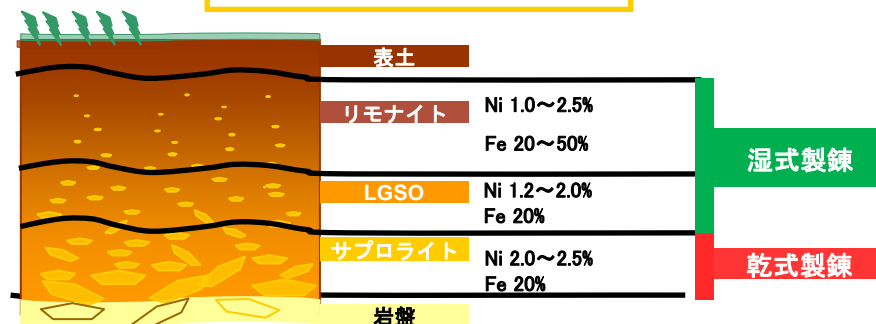 表土
リモナイト
Ni 1.0～2.5%
Fe 20～50%
湿式製錬
LGSO
Ni 1.2～2.0%
Fe 20%
サプロライト
Ni 2.0～2.5%
Fe 20%
乾式製錬
岩盤